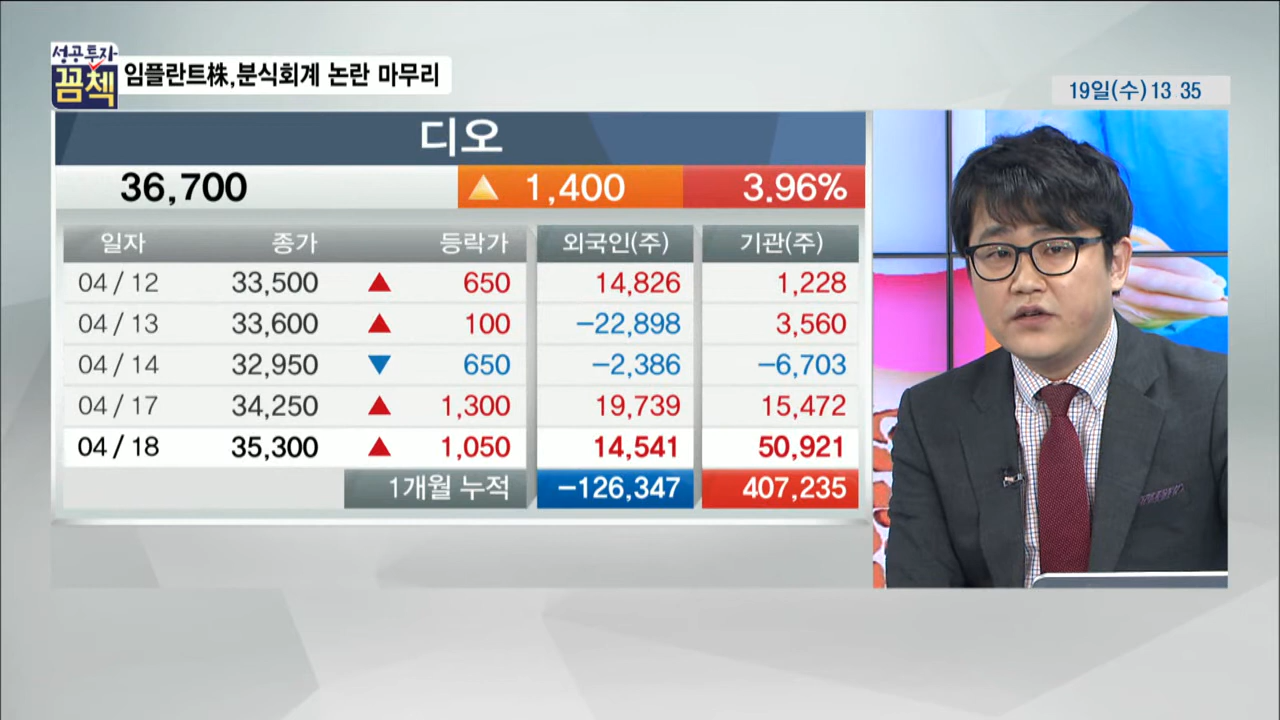 성공투자
꼼첵
임플란트株,분식회계 논란 마무리
19일(수) 13 35
디오
36,700 ▲ 1,400 3.96%
일자 종가 등락가 외국인(주) 기관(주)
04 / 12 33,500 ▲ 650 14,826 1,228
04 / 13 33,600 ▲ 100 −22,898 3,560
04 / 14 32,950 ▼ 650 −2,386 −6,703
04 / 17 34,250 ▲ 1,300 19,739 15,472
04 / 18 35,300 ▲ 1,050 14,541 50,921
1개월 누적 −126,347 407,235